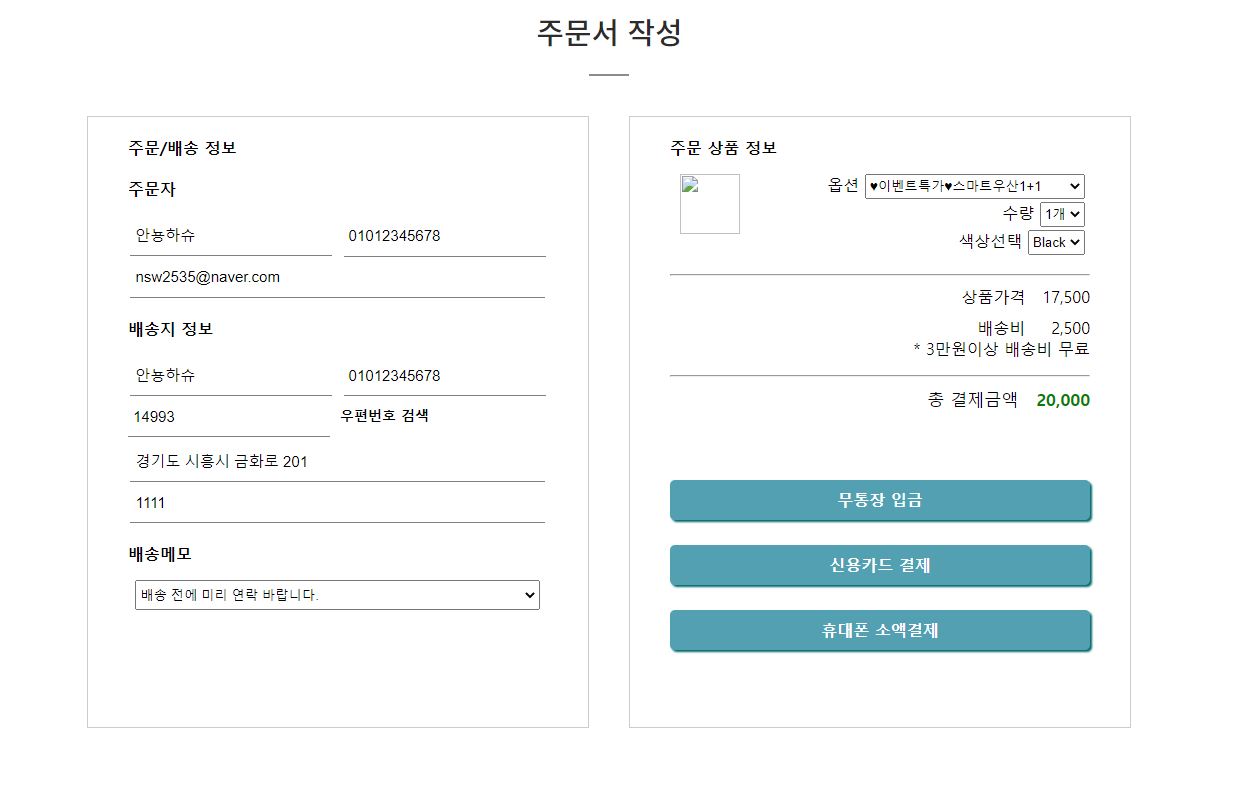 주문서 작성
주문/배송 정보
주문자
안뇽하슈 01012345678
nsw2535@naver.com
배송지 정보
안뇽하슈 01012345678
14993 우편번호 검색
경기도 시흥시 금화로 201
1111
배송메모
배송 전에 미리 연락 바랍니다.
주문 상품 정보
옵션 ♥이벤트특가♥스마트우산1+1
수량 1개
색상선택 Black
상품가격 17,500
배송비 2,500
* 3만원이상 배송비 무료
총 결제금액 20,000
무통장 입금
신용카드 결제
휴대폰 소액결제